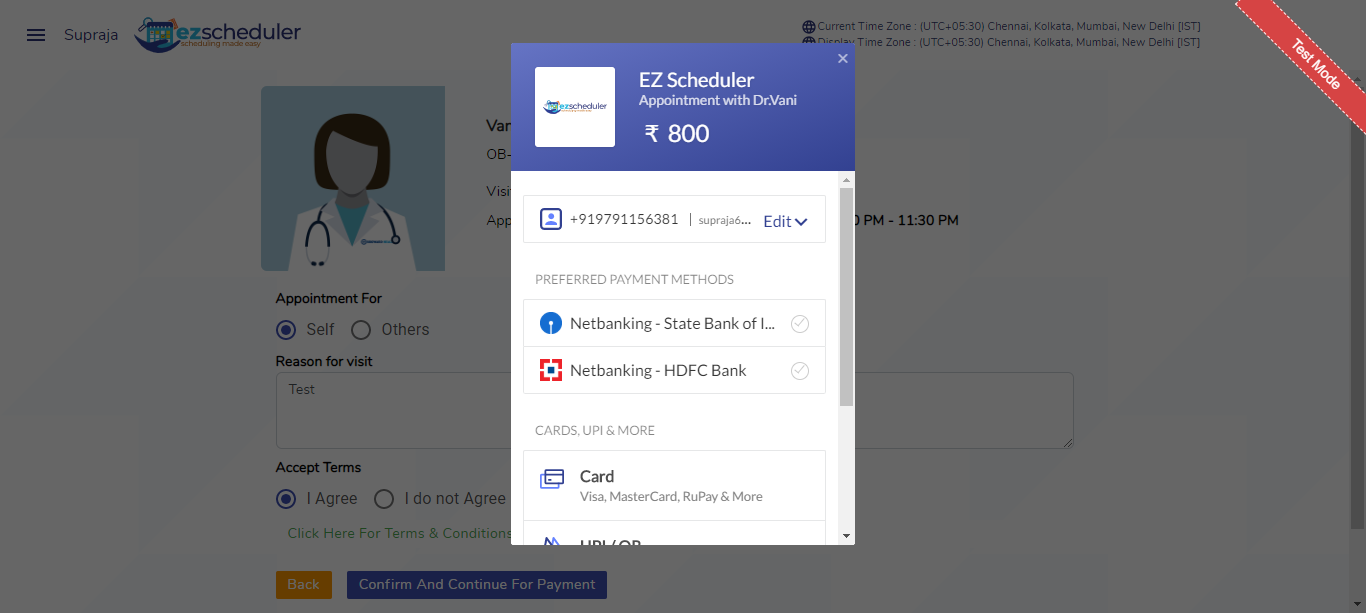 Supraja
ezscheduler
scheduling made easy
Current Time Zone : (UTC+05:30) Chennai, Kolkata, Mumbai, New Delhi [IST]
Display Time Zone : (UTC+05:30) Chennai, Kolkata, Mumbai, New Delhi [IST]
Test Mode
ezscheduler
EZ Scheduler
Appointment with Dr.Vani
₹ 800
OB-
PM - 11:30 PM
+919791156381 | supraja6... Edit
PREFERRED PAYMENT METHODS
Netbanking - State Bank of I...
Netbanking - HDFC Bank
CARDS, UPI & MORE
Card
Visa, MasterCard, RuPay & More
UPI / QR
Appointment For
Self Others
Reason for visit
Test
Accept Terms
I Agree I do not Agree
Click Here For Terms & Conditions
Back Confirm And Continue For Payment